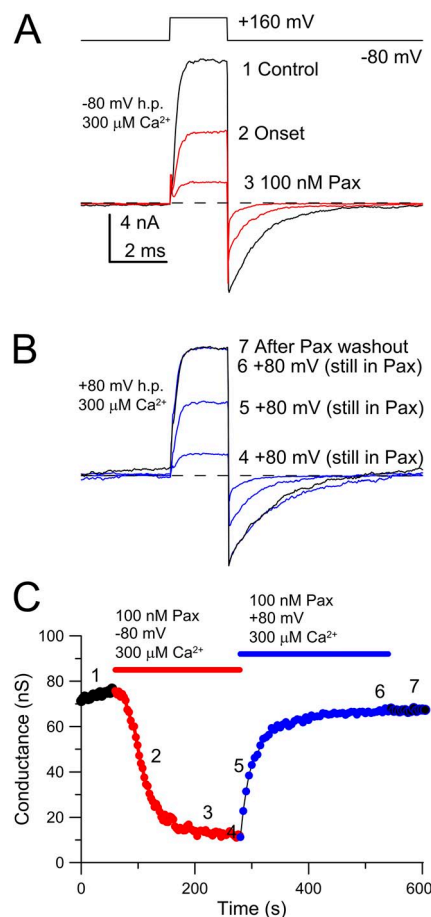 A
+160 mV
-80 mV
1 Control
-80 mV h.p.
300 µM Ca²⁺
2 Onset
3 100 nM Pax
4 nA
2 ms
B
7 After Pax washout
6 +80 mV (still in Pax)
+80 mV h.p.
300 µM Ca²⁺
5 +80 mV (still in Pax)
4 +80 mV (still in Pax)
C
100 nM Pax
-80 mV
300 µM Ca²⁺
100 nM Pax
+80 mV
300 µM Ca²⁺
Conductance (nS)
100
80
60
40
20
0
1
2
3
4
5
6
7
0
200
400
600
Time (s)